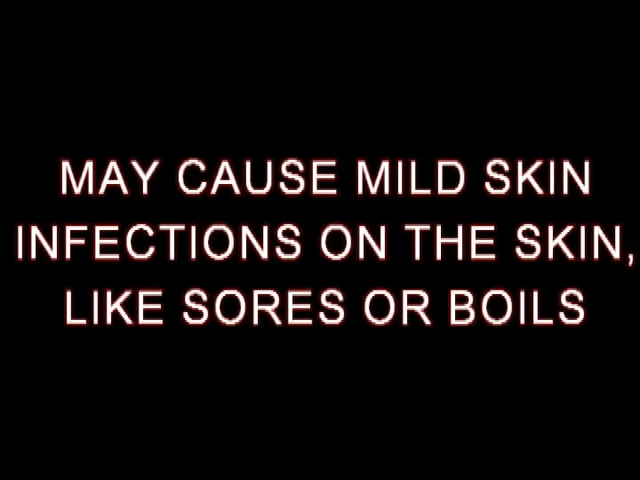 MAY CAUSE MILD SKIN
INFECTIONS ON THE SKIN,
LIKE SORES OR BOILS